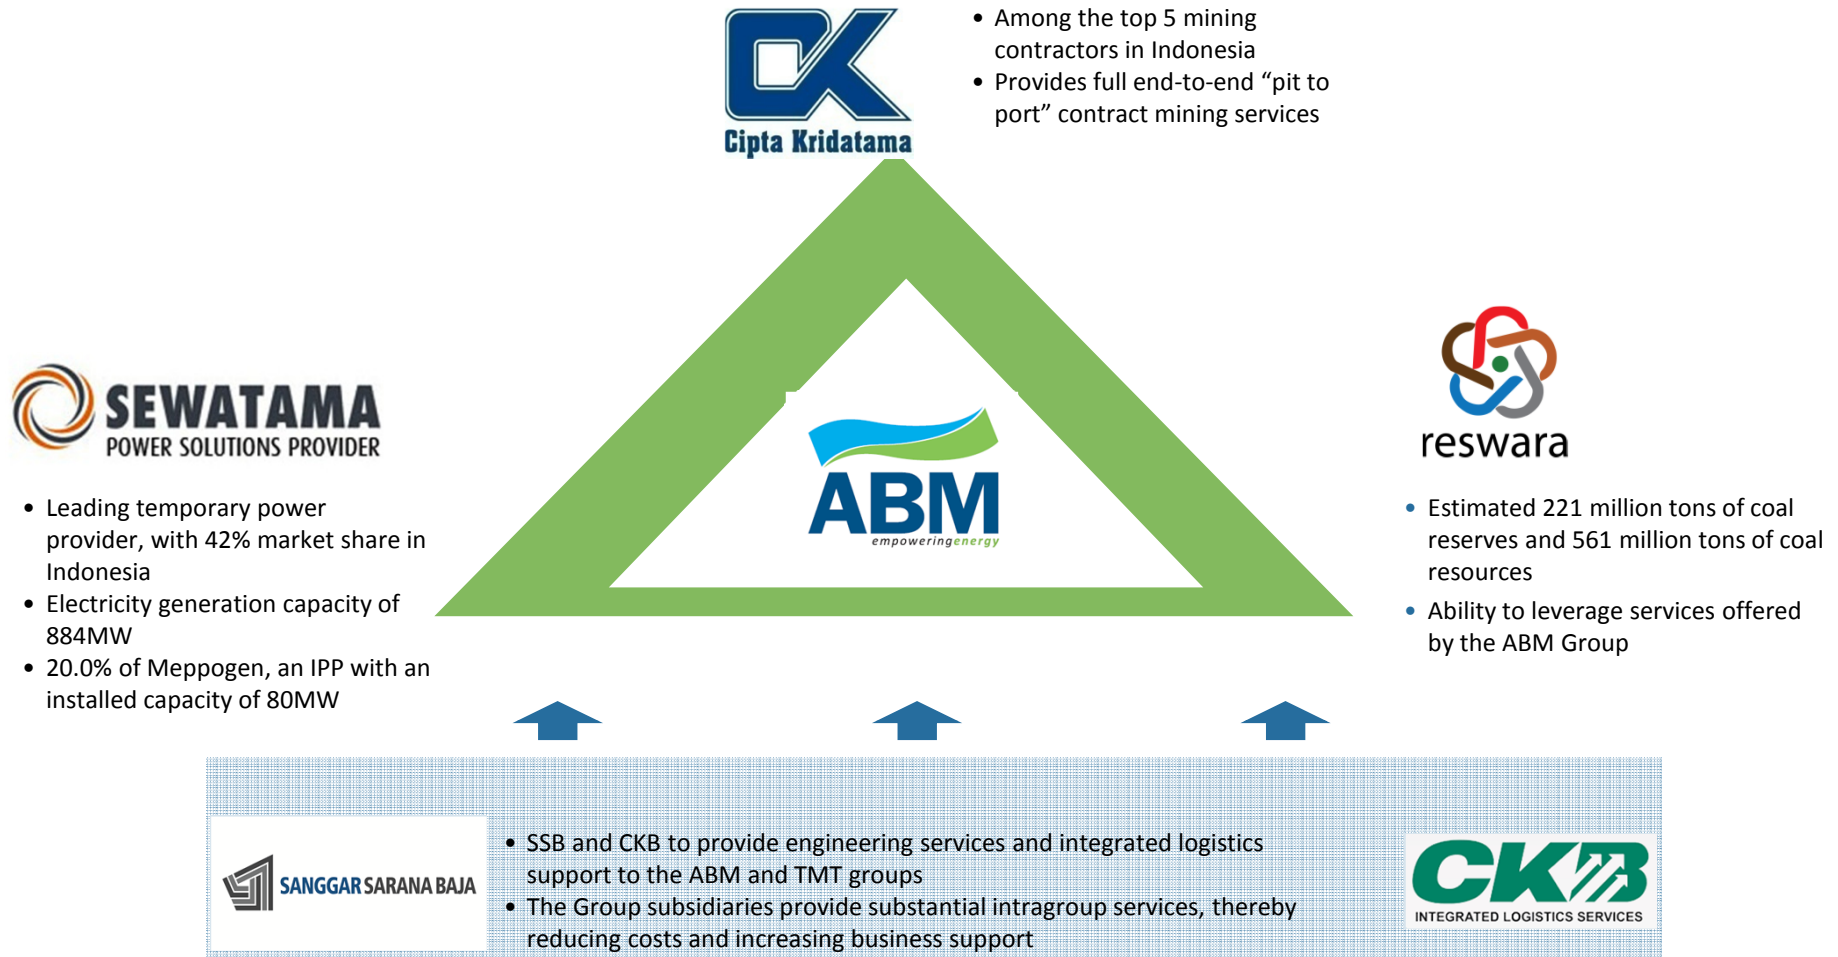 Cipta Kridatama
• Among the top 5 mining
contractors in Indonesia
• Provides full end-to-end “pit to
port” contract mining services
SEWATAMA
POWER SOLUTIONS PROVIDER
• Leading temporary power
provider, with 42% market share in
Indonesia
• Electricity generation capacity of
884MW
• 20.0% of Meppogen, an IPP with an
installed capacity of 80MW
ABM
empoweringenergy
reswara
• Estimated 221 million tons of coal
reserves and 561 million tons of coal
resources
• Ability to leverage services offered
by the ABM Group
SANGGAR SARANA BAJA
• SSB and CKB to provide engineering services and integrated logistics
support to the ABM and TMT groups
• The Group subsidiaries provide substantial intragroup services, thereby
reducing costs and increasing business support
CKB
INTEGRATED LOGISTICS SERVICES